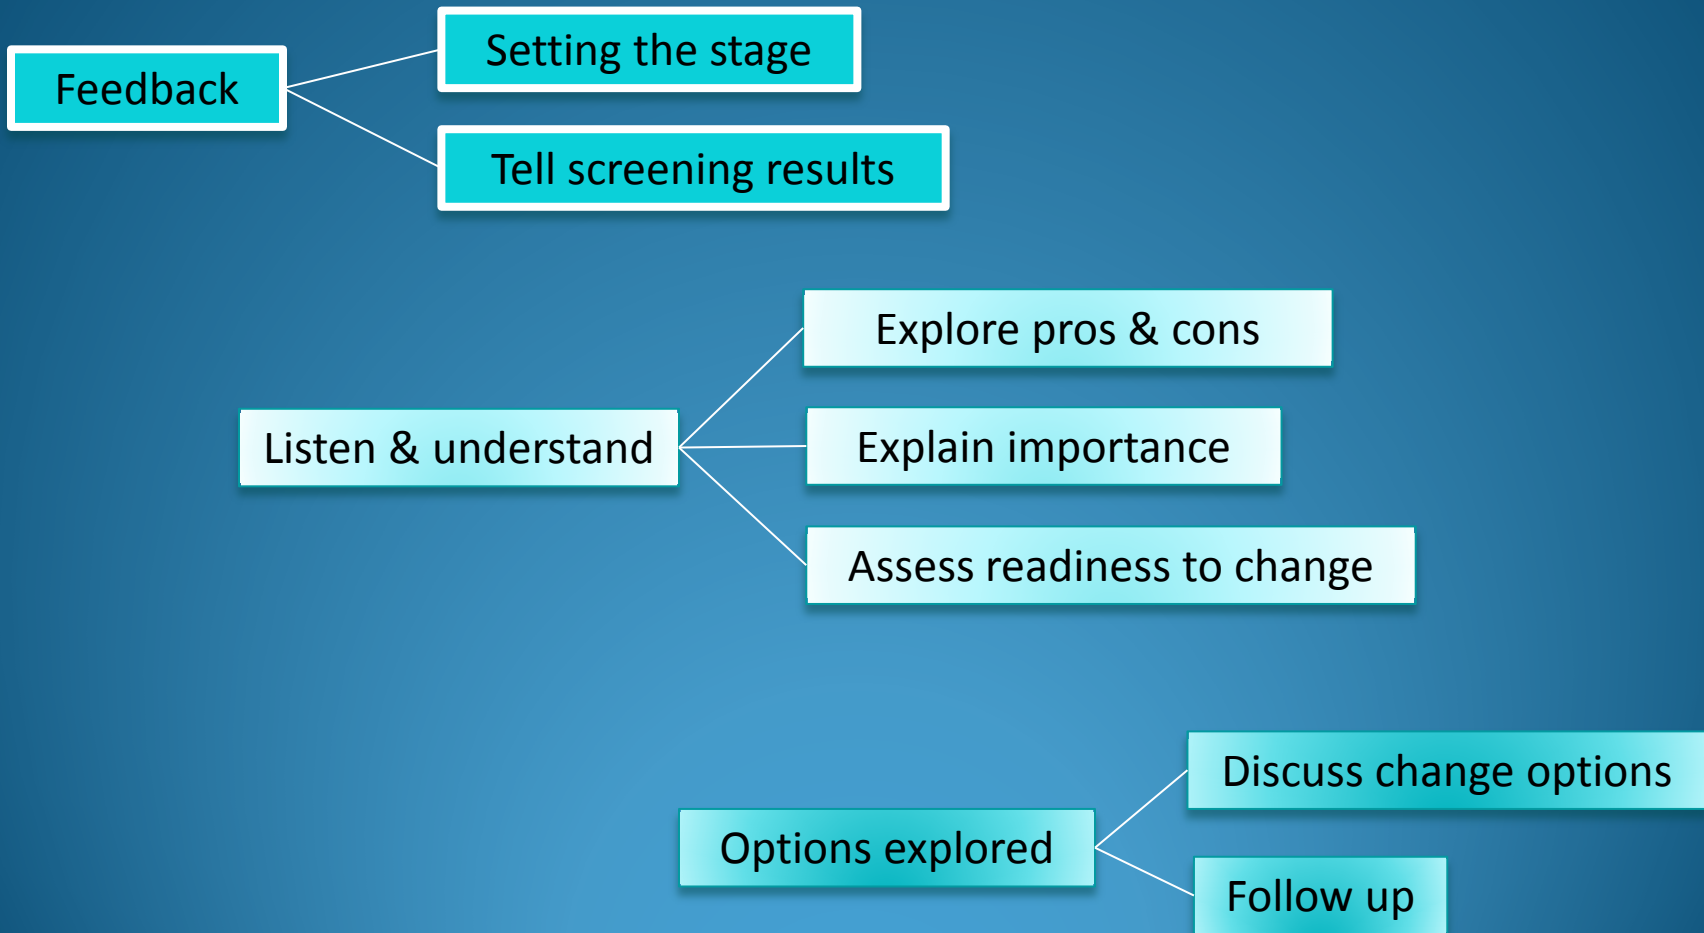 Feedback
Setting the stage
Tell screening results
Listen & understand
Explore pros & cons
Explain importance
Assess readiness to change
Options explored
Discuss change options
Follow up